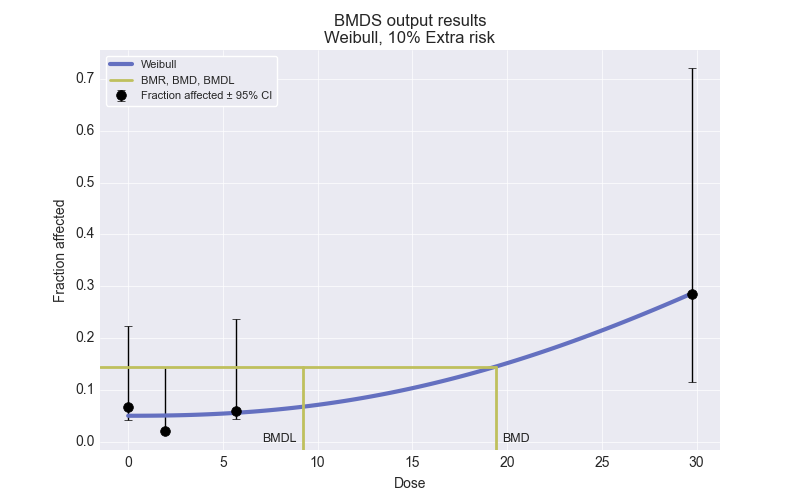 BMDS output results
Weibull, 10% Extra risk
Weibull
BMR, BMD, BMDL
Fraction affected ± 95% CI
0.7
0.6
0.5
0.4
0.3
0.2
0.1
0.0
Fraction affected
BMDL
BMD
0 5 10 15 20 25 30
Dose